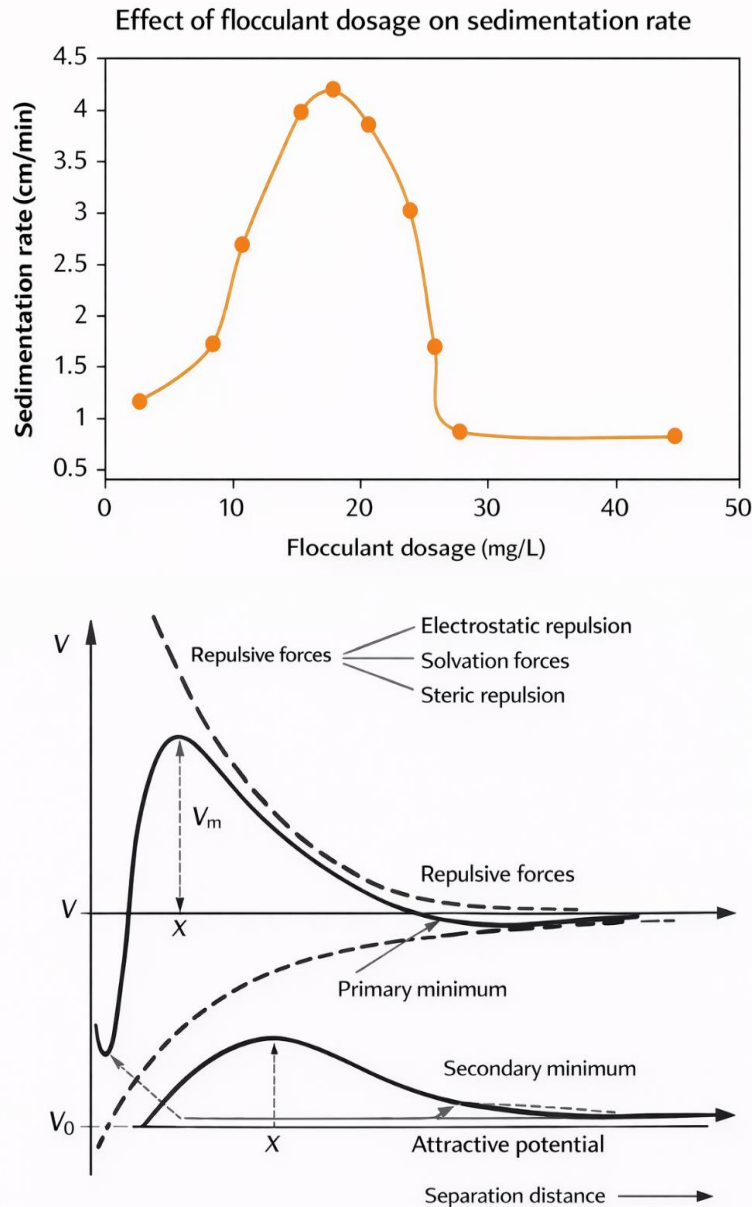 Effect of flocculant dosage on sedimentation rate
4.5
4
3.5
3
2.5
2
1.5
1
0.5
Sedimentation rate (cm/min)
0
10
20
30
40
50
Flocculant dosage (mg/L)
V
Repulsive forces
Electrostatic repulsion
Solvation forces
Steric repulsion
Vm
Repulsive forces
V
X
Primary minimum
Secondary minimum
V0
X
Attractive potential
Separation distance